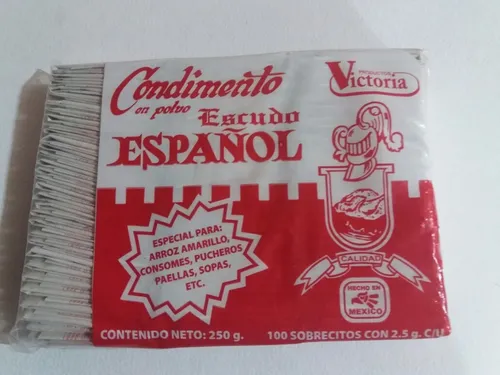 Condimento
en polvo
Escudo
ESPAÑOL
PRODUCTOS
Victoria
ESPECIAL PARA:
ARROZ AMARILLO,
CONSOMES, PUCHEROS
PAELLAS, SOPAS,
ETC.
CALIDAD
HECHO EN
MEXICO
CONTENIDO NETO: 250 g.
100 SOBRECITOS CON 2.5 g. C/U